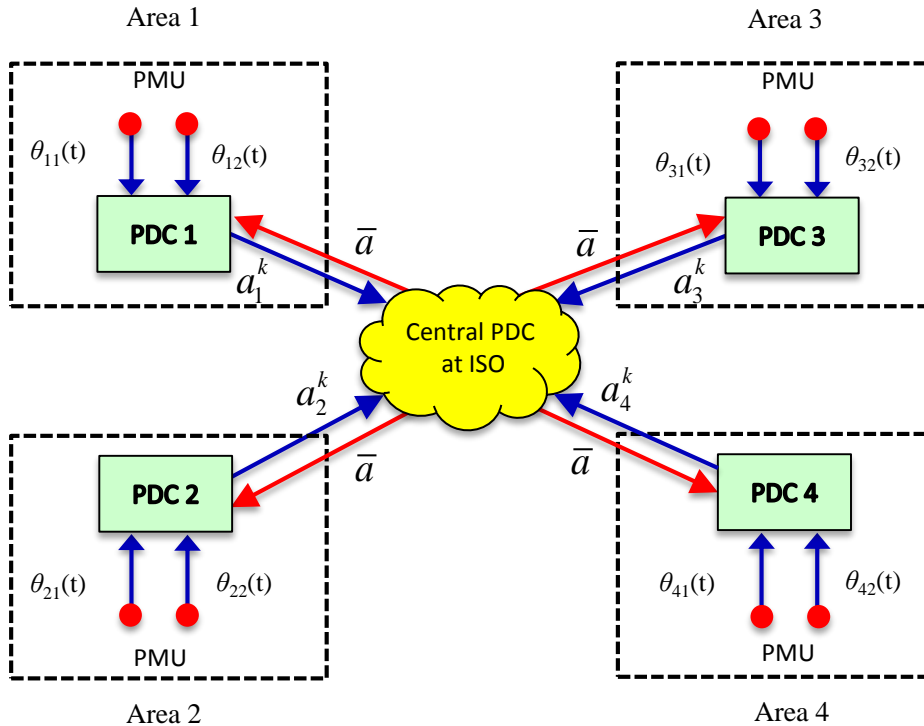 Area 1
Area 3
PMU
PMU
θ₁₁(t)
θ₁₂(t)
θ₃₁(t)
θ₃₂(t)
PDC 1
PDC 3
a̅
a̅
a₁ᵏ
a₃ᵏ
Central PDC
at ISO
a₂ᵏ
a₄ᵏ
a̅
a̅
PDC 2
PDC 4
θ₂₁(t)
θ₂₂(t)
θ₄₁(t)
θ₄₂(t)
PMU
PMU
Area 2
Area 4